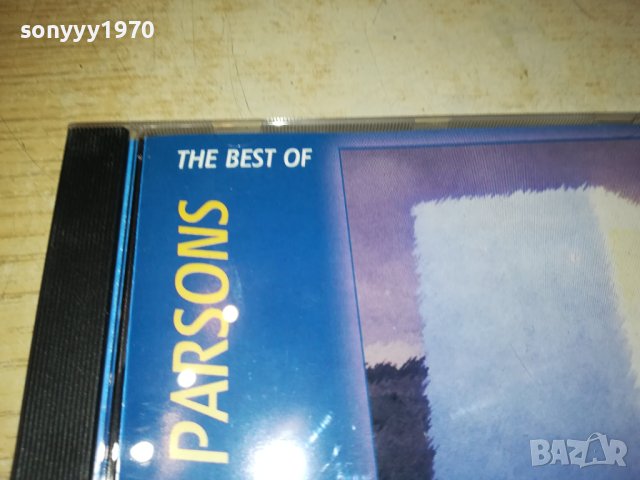 sonyyy1970
THE BEST OF
PARSONS
BAZAR